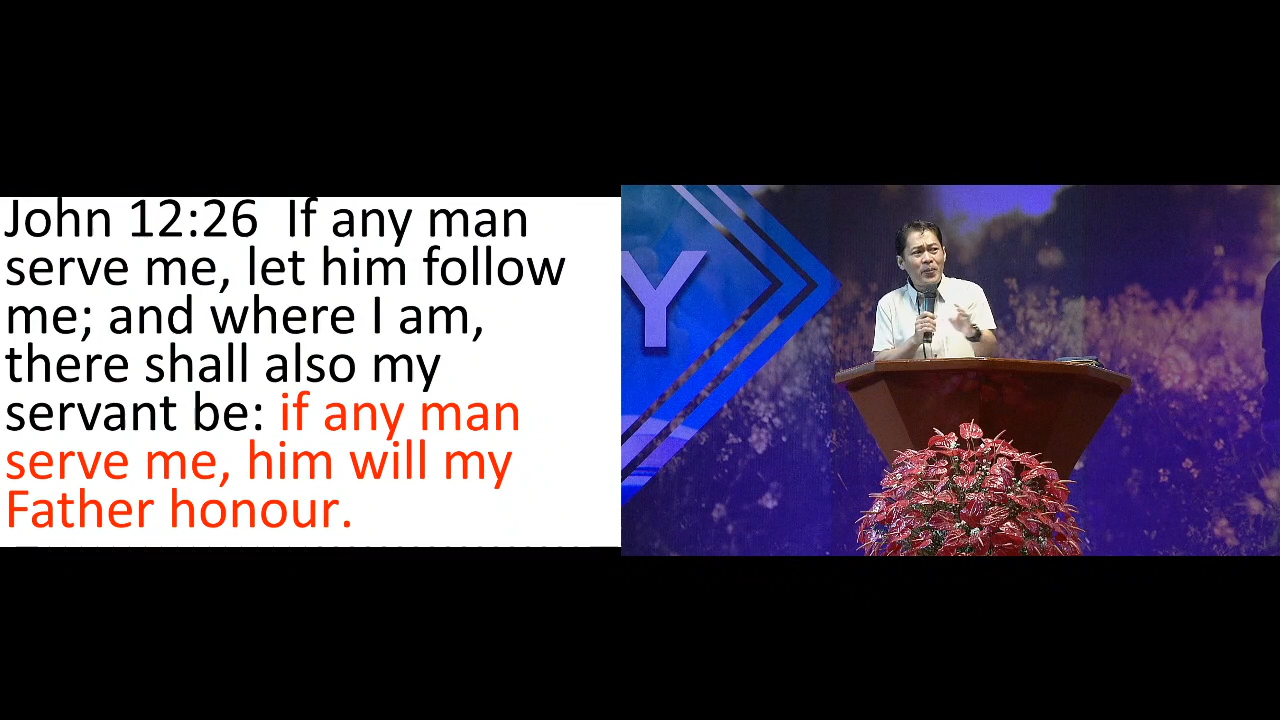 John 12:26  If any man
serve me, let him follow
me; and where I am,
there shall also my
servant be: if any man
serve me, him will my
Father honour.
Y